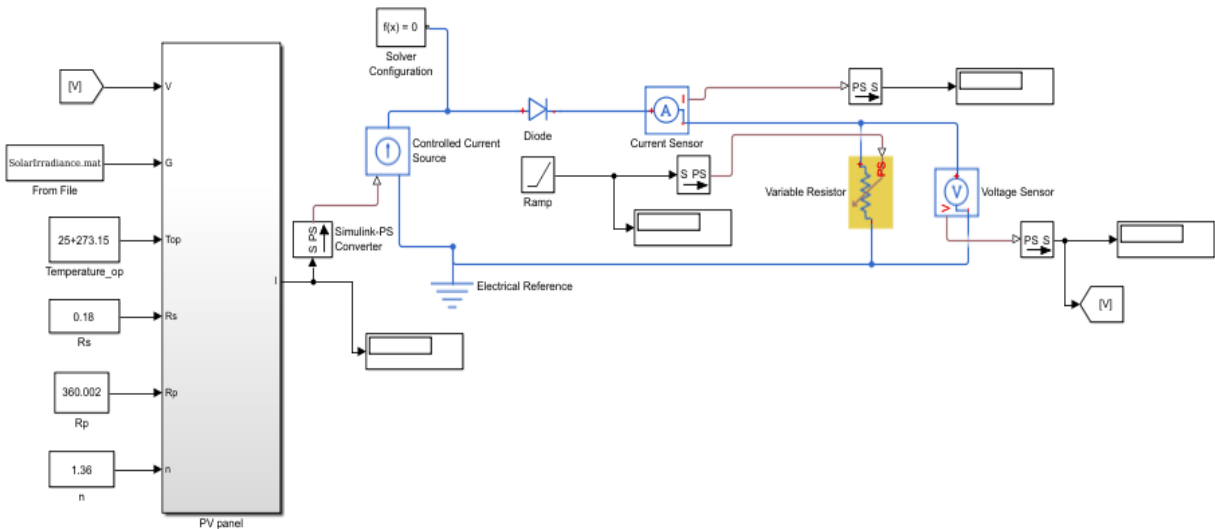 f(x) = 0
Solver
Configuration
[V]
V
SolarIrradiance.mat
G
From File
25+273.15
Top
Temperature_op
0.18
Rs
Rs
360.002
Rp
Rp
1.36
n
n
I
PV panel
S PS
Simulink-PS
Converter
Controlled Current
Source
Electrical Reference
Diode
Ramp
S PS
A
I
Current Sensor
PS S
Variable Resistor
PS
V
V
Voltage Sensor
PS S
[V]